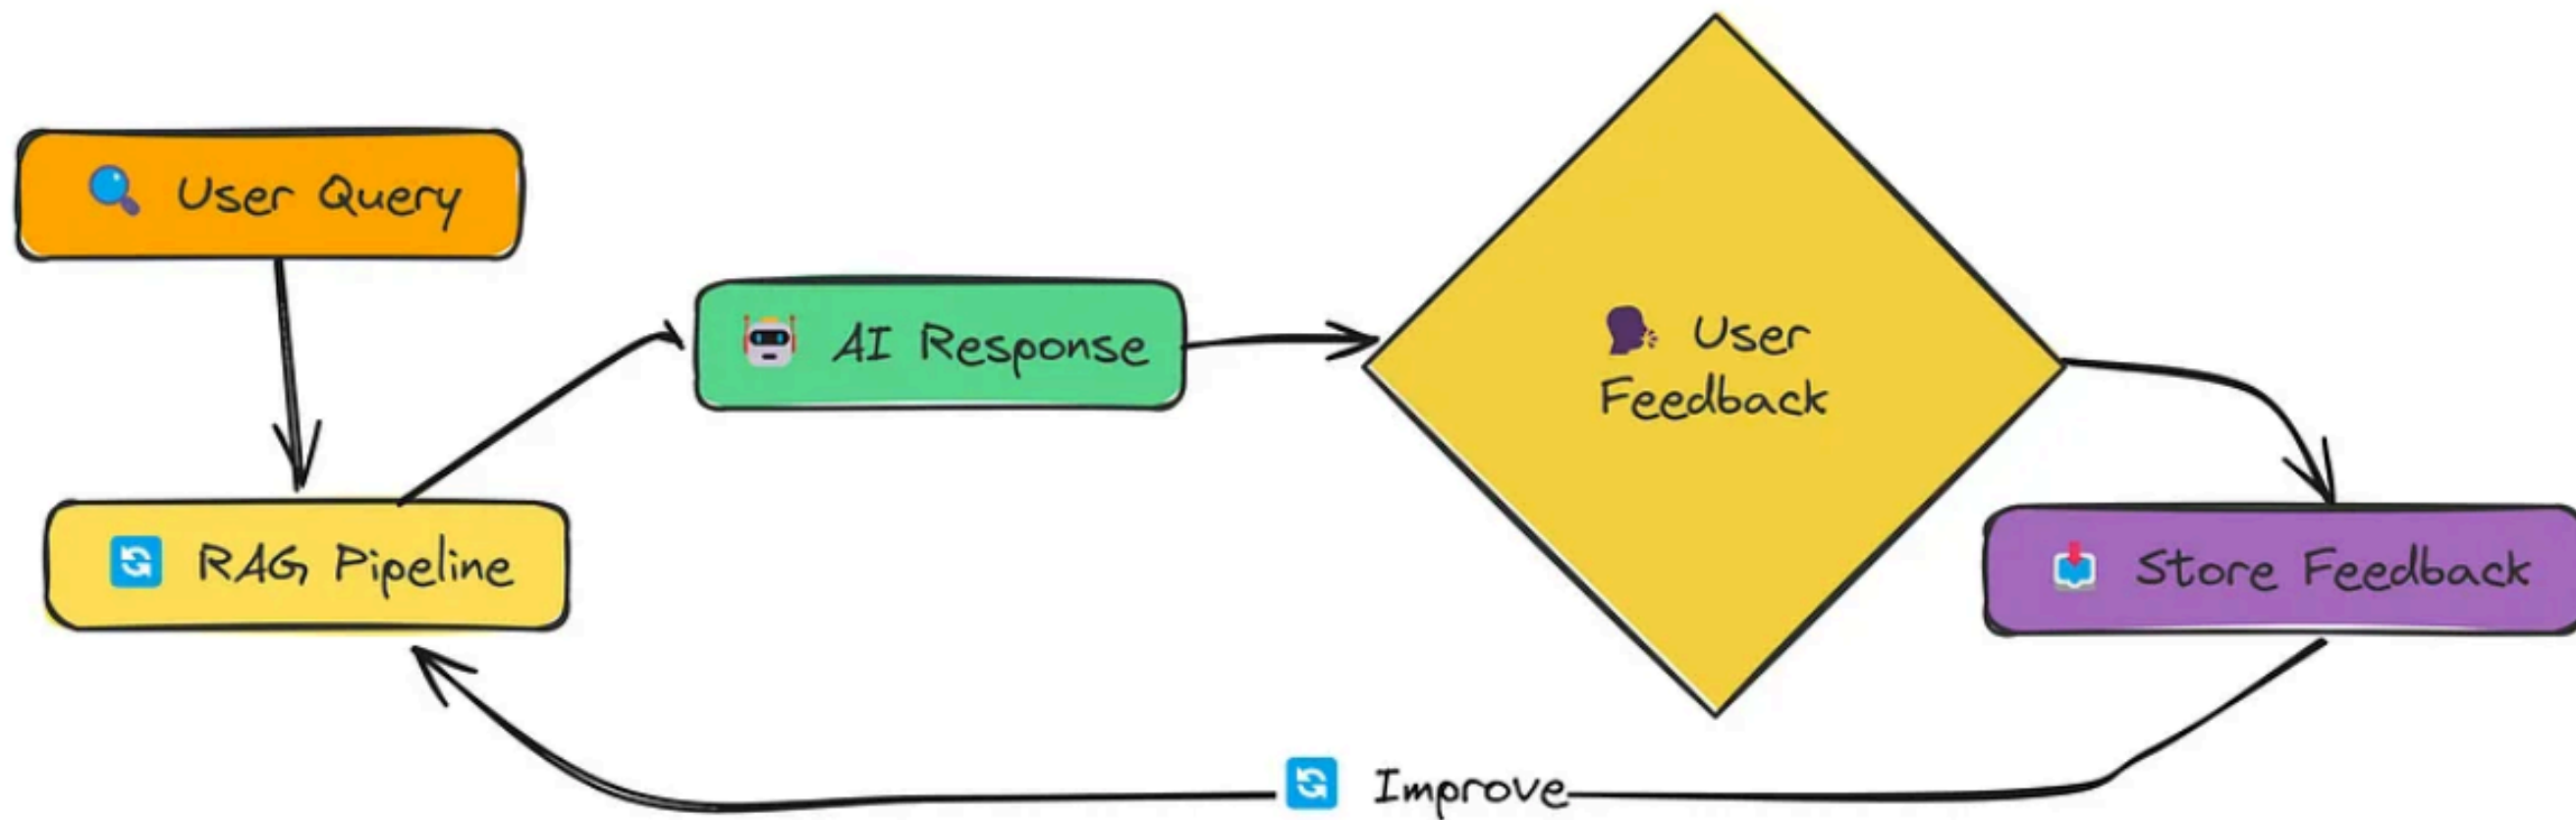 User Query
AI Response
User
Feedback
RAG Pipeline
Store Feedback
Improve